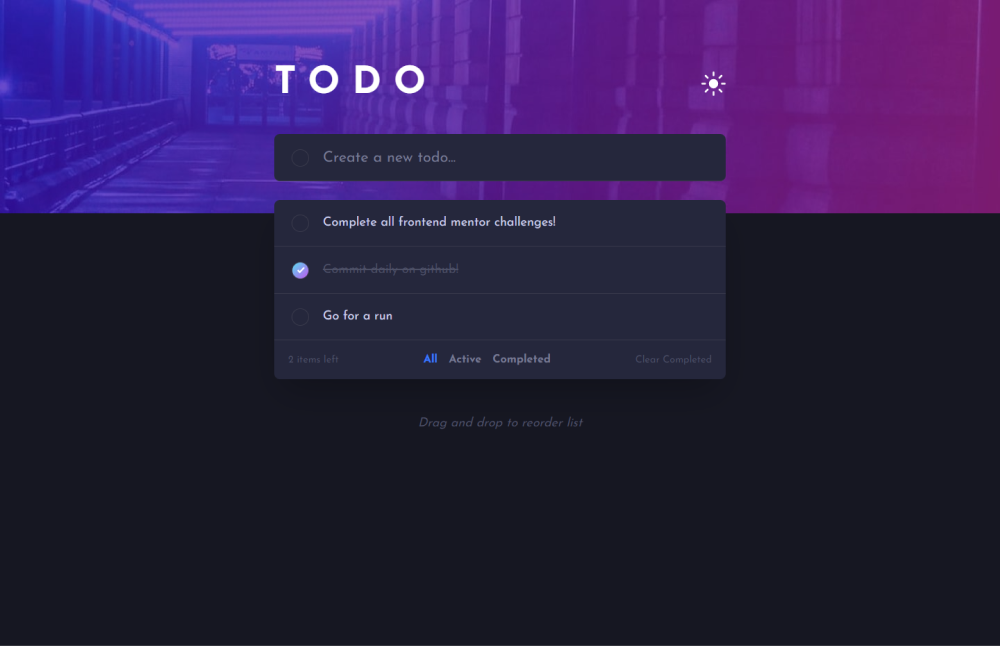 TODO
Create a new todo...
Complete all frontend mentor challenges!
Commit daily on github!
Go for a run
2 items left All Active Completed Clear Completed
Drag and drop to reorder list